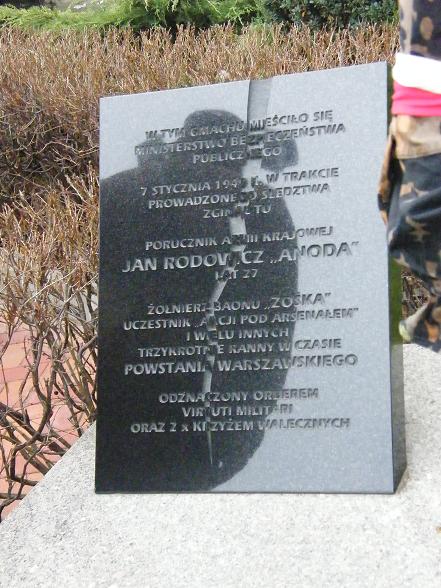 W TYM GMACHU MIEŚCIŁO SIĘ
MINISTERSTWO BEZPIECZEŃSTWA
PUBLICZNEGO
7 STYCZNIA 1949 R. W TRAKCIE
PROWADZONEGO ŚLEDZTWA
ZGINĄŁ TU
PORUCZNIK ARMII KRAJOWEJ
JAN RODOWICZ „ANODA”
LAT 27
ŻOŁNIERZ BAONU „ZOŚKA”
UCZESTNIK „AKCJI POD ARSENAŁEM”
I WIELU INNYCH
TRZYKROTNIE RANNY W CZASIE
POWSTANIA WARSZAWSKIEGO
ODZNACZONY ORDEREM
VIRTUTI MILITARI
ORAZ 2 x KRZYŻEM WALECZNYCH